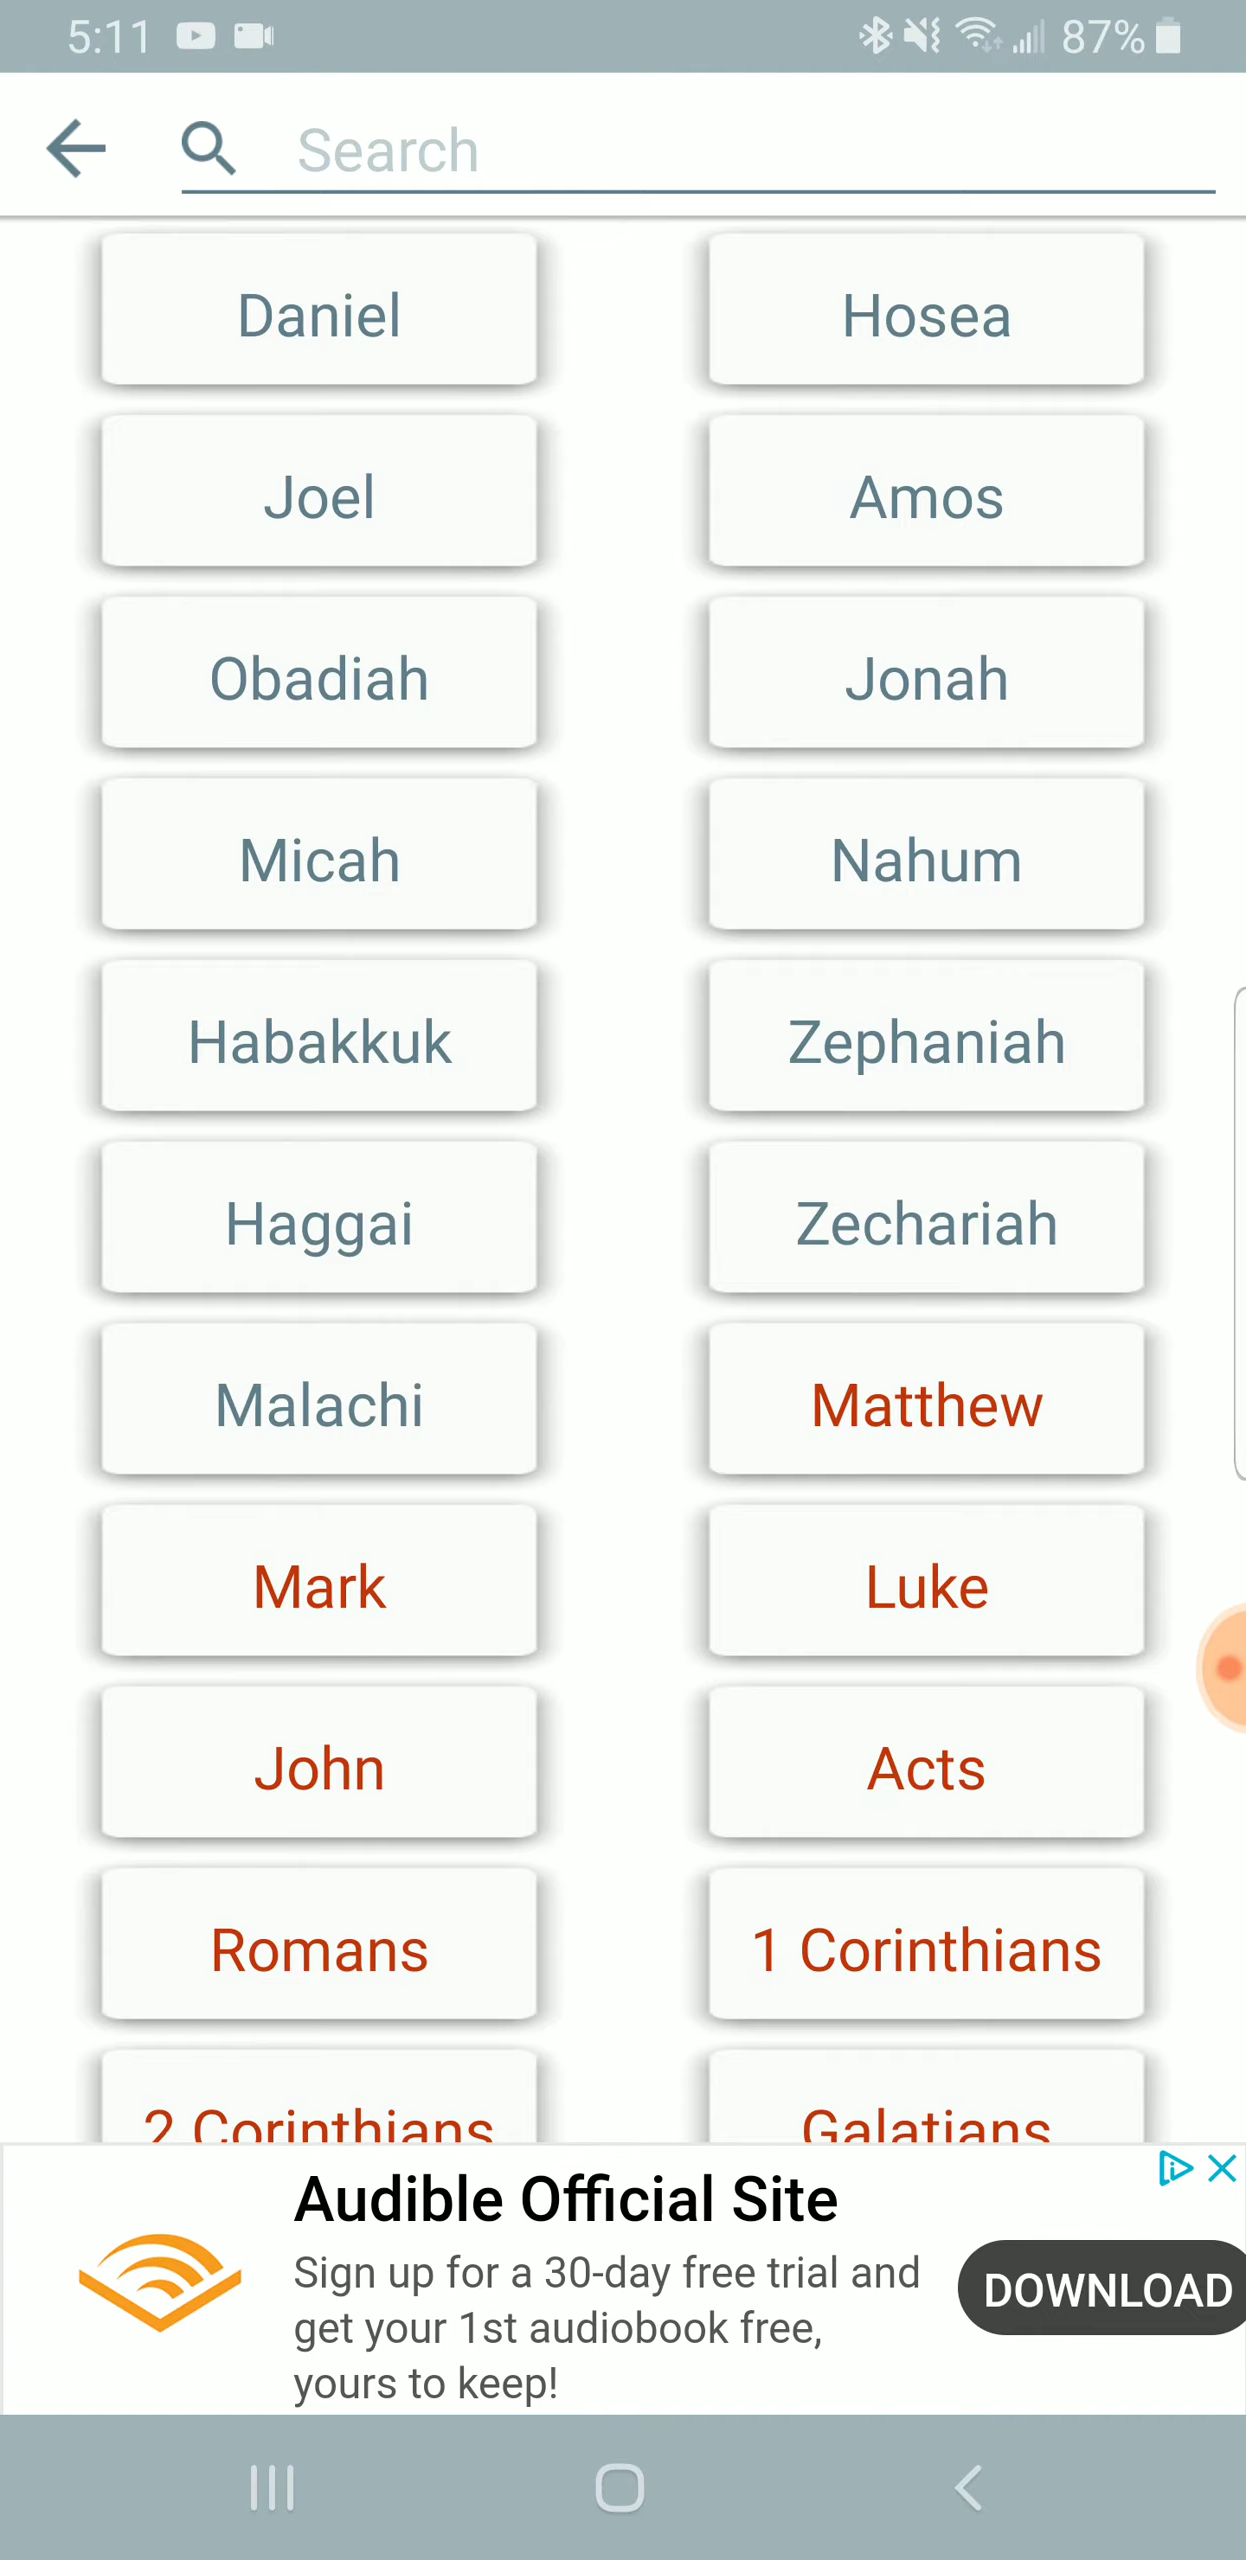 5:11 87%
Search
Daniel Hosea
Joel Amos
Obadiah Jonah
Micah Nahum
Habakkuk Zephaniah
Haggai Zechariah
Malachi Matthew
Mark Luke
John Acts
Romans 1 Corinthians
2 Corinthians Galatians
Audible Official Site
Sign up for a 30-day free trial and
get your 1st audiobook free,
yours to keep!
DOWNLOAD